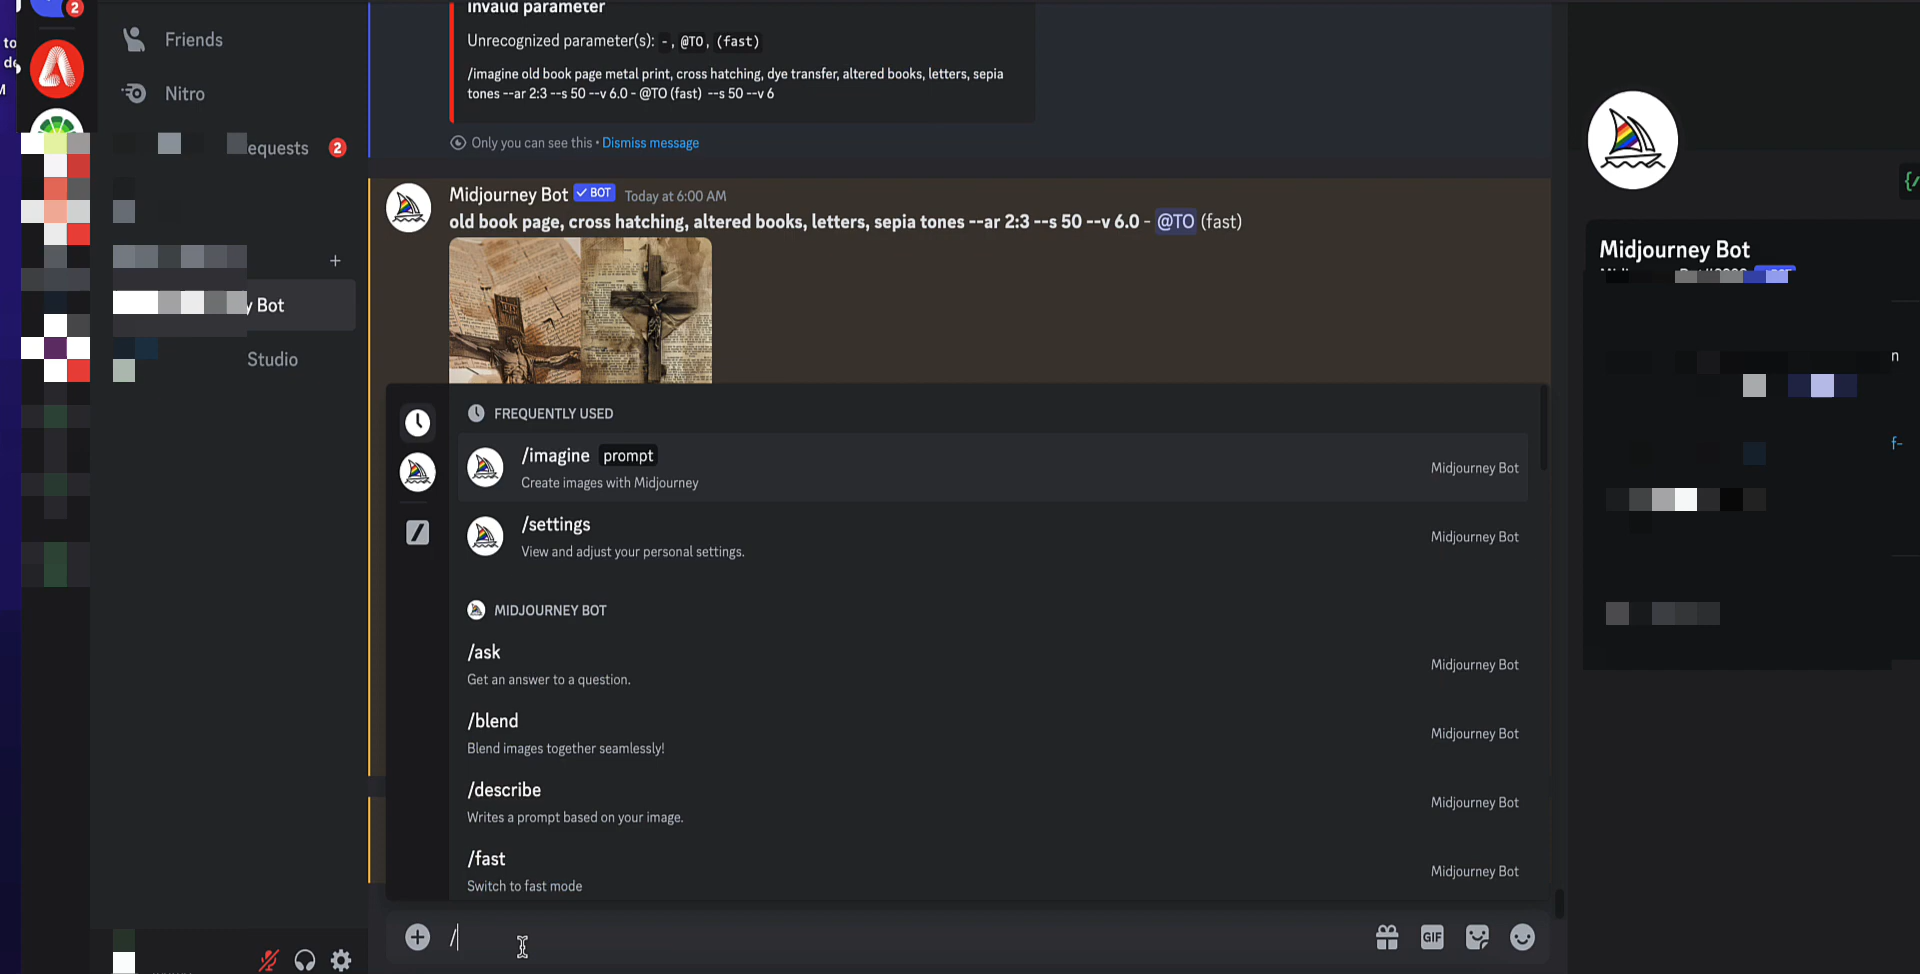 to
de
M
2
Friends
Nitro
equests 2
+
y Bot
Studio
invalid parameter
Unrecognized parameter(s): -, @TO, (fast)
/imagine old book page metal print, cross hatching, dye transfer, altered books, letters, sepia
tones --ar 2:3 --s 50 --v 6.0 - @TO (fast) --s 50 --v 6
Only you can see this • Dismiss message
Midjourney Bot ✓ BOT Today at 6:00 AM
old book page, cross hatching, altered books, letters, sepia tones --ar 2:3 --s 50 --v 6.0 - @TO (fast)
FREQUENTLY USED
/imagine prompt
Create images with Midjourney
Midjourney Bot
/settings
View and adjust your personal settings.
Midjourney Bot
MIDJOURNEY BOT
/ask
Get an answer to a question.
Midjourney Bot
/blend
Blend images together seamlessly!
Midjourney Bot
/describe
Writes a prompt based on your image.
Midjourney Bot
/fast
Switch to fast mode
Midjourney Bot
/
GIF
{/
Midjourney Bot
n
f-